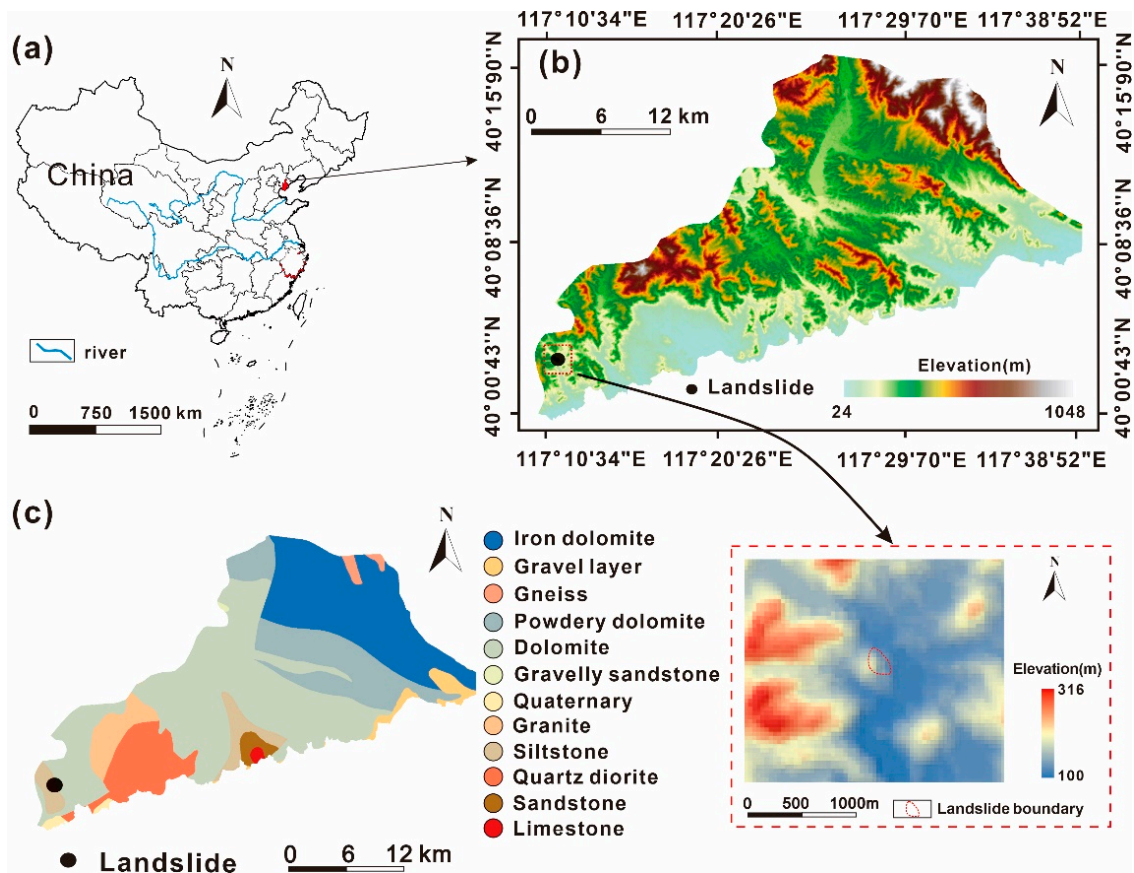 (a)
N
China
river
0 750 1500 km
117°10'34"E 117°20'26"E 117°29'70"E 117°38'52"E
(b)
0 6 12 km
N
40°15'90"N
40°08'36"N
40°00'43"N
40°15'90"N
40°08'36"N
40°00'43"N
Landslide
Elevation(m)
24 1048
117°10'34"E 117°20'26"E 117°29'70"E 117°38'52"E
(c)
N
Iron dolomite
Gravel layer
Gneiss
Powdery dolomite
Dolomite
Gravelly sandstone
Quaternary
Granite
Siltstone
Quartz diorite
Sandstone
Limestone
Landslide
0 6 12 km
N
Elevation(m)
316
100
0 500 1000m
Landslide boundary